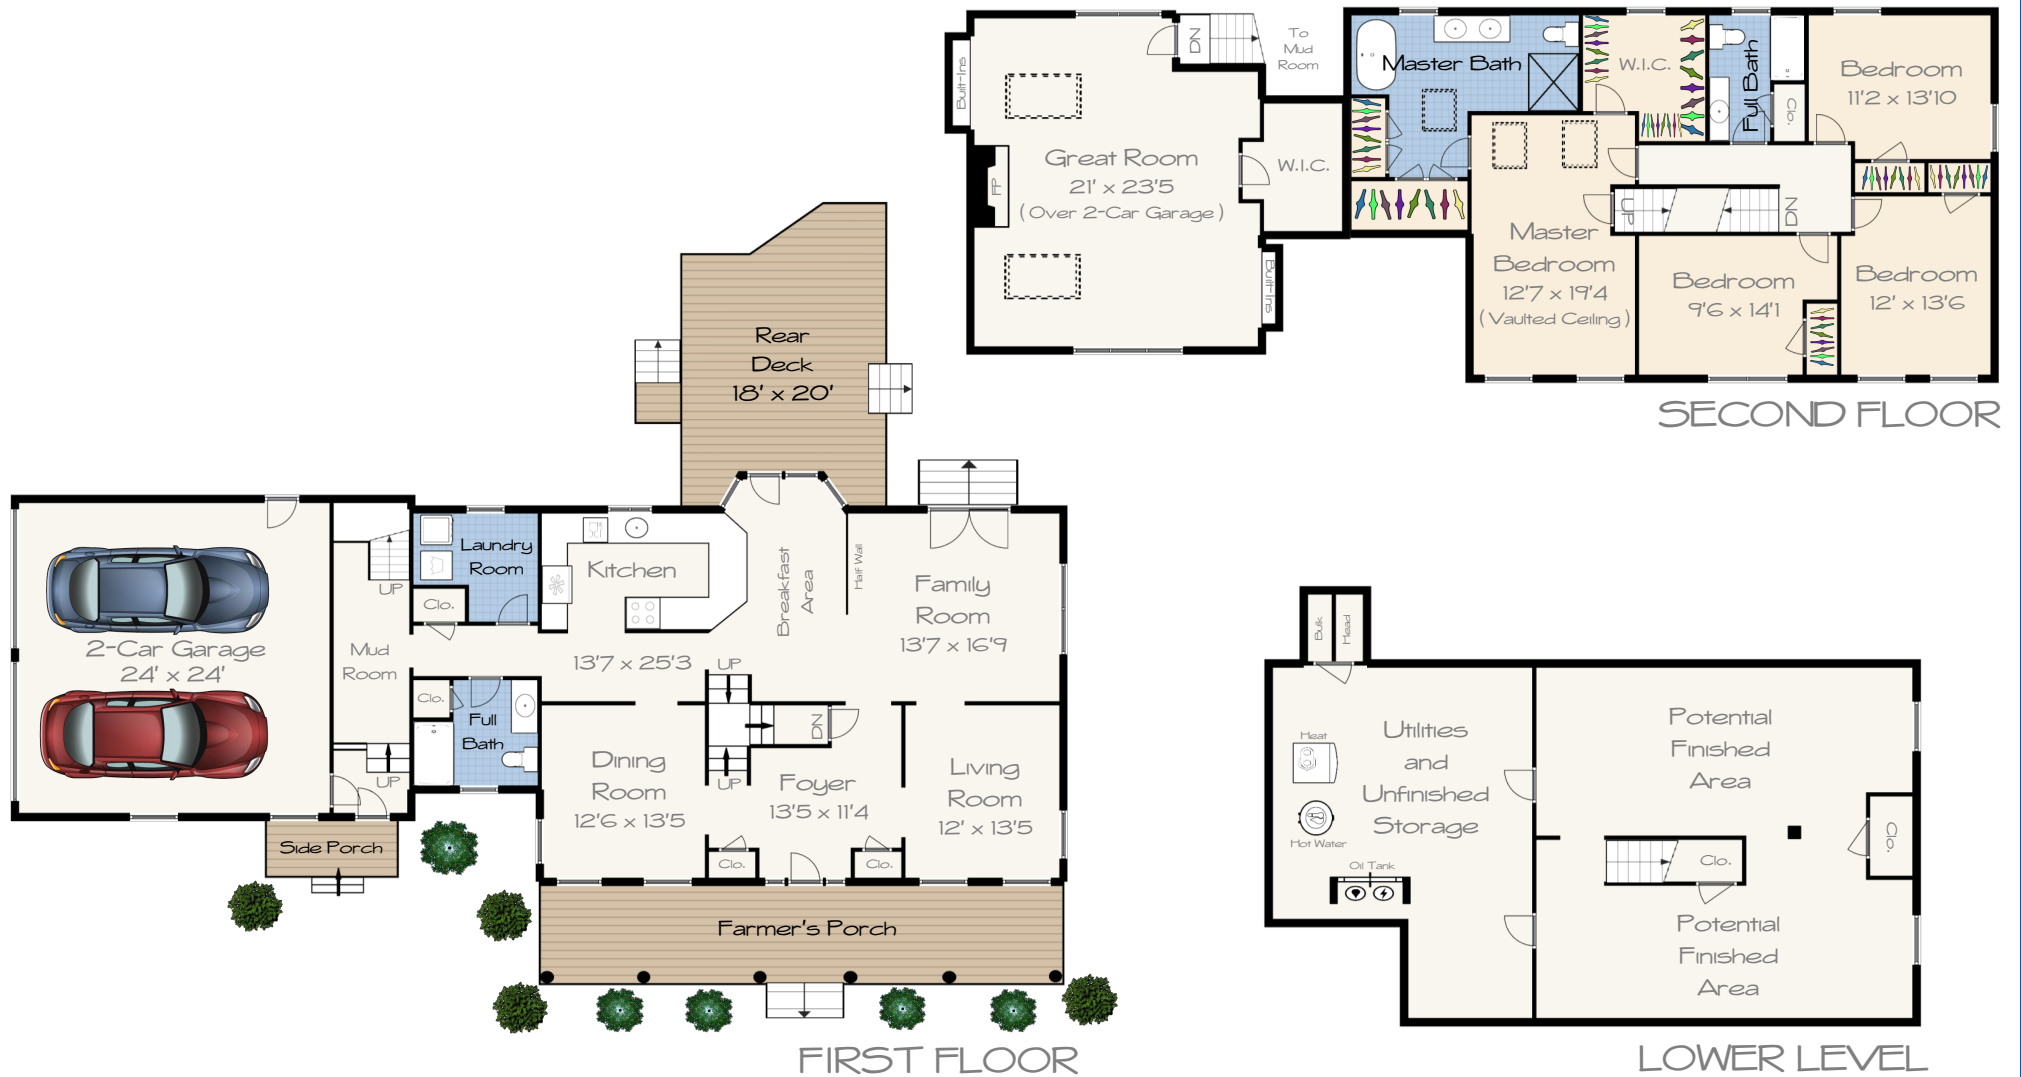 Built-Ins
FP
Great Room
21' x 23'5
( Over 2-Car Garage )
DN
To
Mud
Room
W.I.C.
Built-Ins
Master Bath
W.I.C.
Full Bath
Clo.
Bedroom
11'2 x 13'10
UP
DN
Master
Bedroom
12'7 x 19'4
( Vaulted Ceiling )
Bedroom
9'6 x 14'1
Bedroom
12' x 13'6
SECOND FLOOR
Rear
Deck
18' x 20'
2-Car Garage
24' x 24'
Mud
Room
UP
UP
Laundry
Room
Clo.
Clo.
Full
Bath
Kitchen
13'7 x 25'3
Breakfast
Area
Half Wall
Family
Room
13'7 x 16'9
UP
DN
UP
Dining
Room
12'6 x 13'5
Foyer
13'5 x 11'4
Living
Room
12' x 13'5
Clo.
Clo.
Side Porch
Farmer's Porch
FIRST FLOOR
Bulk
Head
Heat
Hot Water
Oil Tank
Utilities
and
Unfinished
Storage
Potential
Finished
Area
Clo.
Clo.
Potential
Finished
Area
LOWER LEVEL